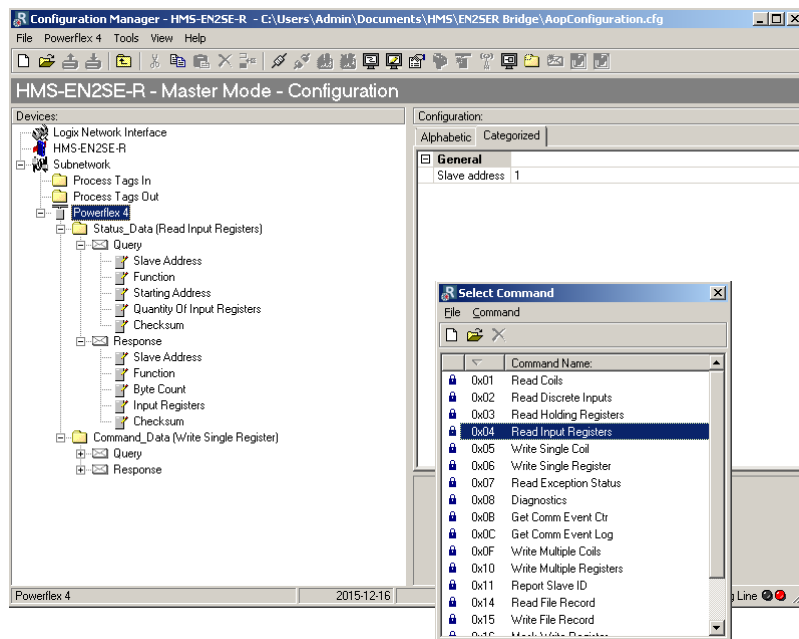 Configuration Manager - HMS-EN2SE-R - C:\Users\Admin\Documents\HMS\EN2SER Bridge\AopConfiguration.cfg
File Powerflex 4 Tools View Help
HMS-EN2SE-R - Master Mode - Configuration
Devices:
Logix Network Interface
HMS-EN2SE-R
Subnetwork
Process Tags In
Process Tags Out
Powerflex 4
Status_Data (Read Input Registers)
Query
Slave Address
Function
Starting Address
Quantity Of Input Registers
Checksum
Response
Slave Address
Function
Byte Count
Input Registers
Checksum
Command_Data (Write Single Register)
Query
Response
Configuration:
Alphabetic Categorized
General
Slave address 1
Select Command
File Command
Command Name:
0x01 Read Coils
0x02 Read Discrete Inputs
0x03 Read Holding Registers
0x04 Read Input Registers
0x05 Write Single Coil
0x06 Write Single Register
0x07 Read Exception Status
0x08 Diagnostics
0x0B Get Comm Event Ctr
0x0C Get Comm Event Log
0x0F Write Multiple Coils
0x10 Write Multiple Registers
0x11 Report Slave ID
0x14 Read File Record
0x15 Write File Record
0x16 Mask Write Register
Powerflex 4 2015-12-16 Line